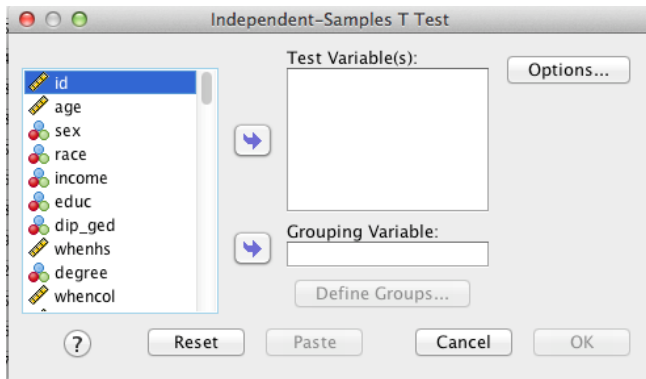 Independent-Samples T Test
id
age
sex
race
income
educ
dip_ged
whenhs
degree
whencol
Test Variable(s):
Options...
Grouping Variable:
Define Groups...
?
Reset
Paste
Cancel
OK